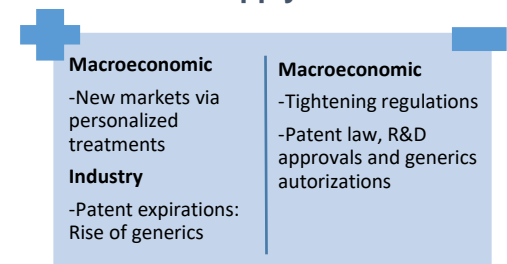 Macroeconomic
-New markets via
personalized
treatments
Industry
-Patent expirations:
Rise of generics
Macroeconomic
-Tightening regulations
-Patent law, R&D
approvals and generics
autorizations